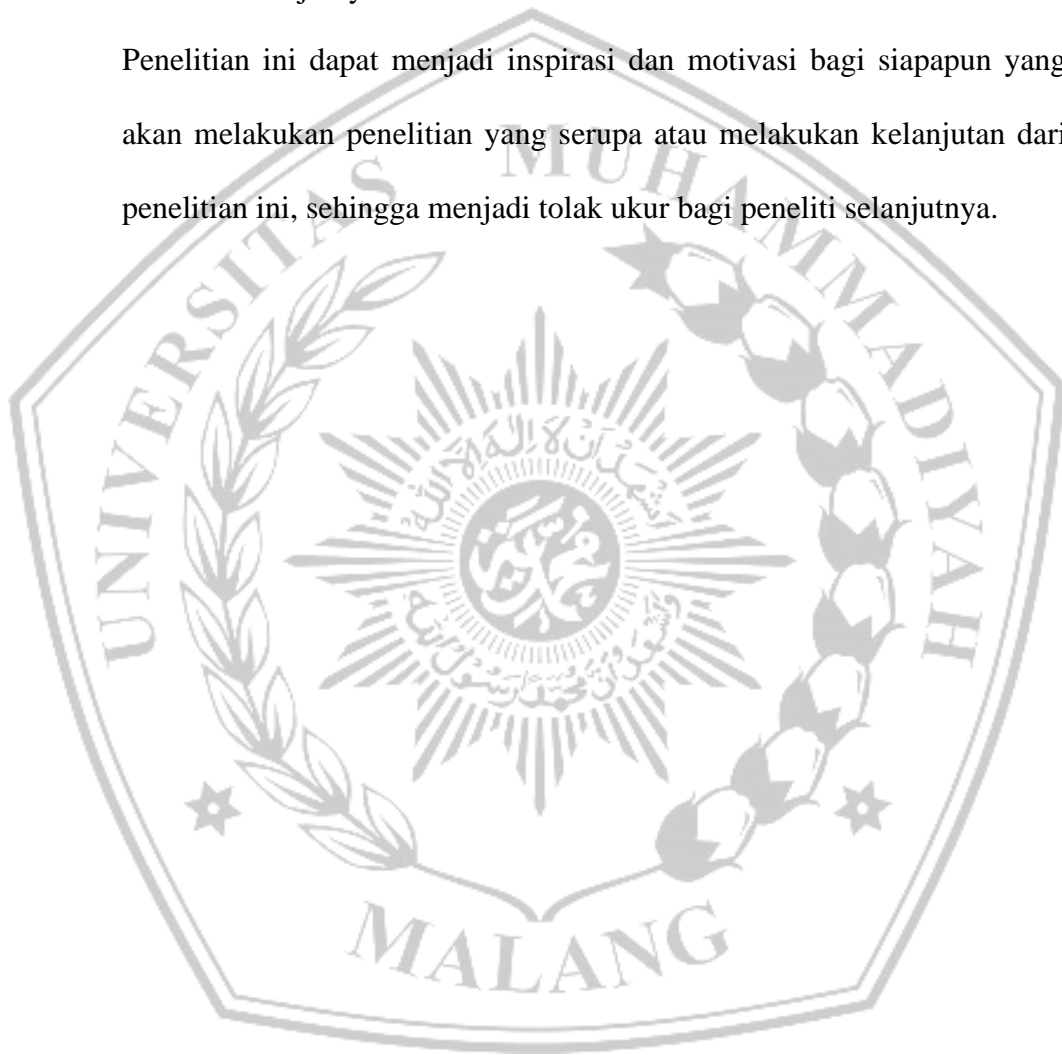 Penelitian ini dapat menjadi inspirasi dan motivasi bagi siapapun yang
akan melakukan penelitian yang serupa atau melakukan kelanjutan dari
penelitian ini, sehingga menjadi tolak ukur bagi peneliti selanjutnya.
UNIVERSITAS MUHAMMADIYAH
MALANG